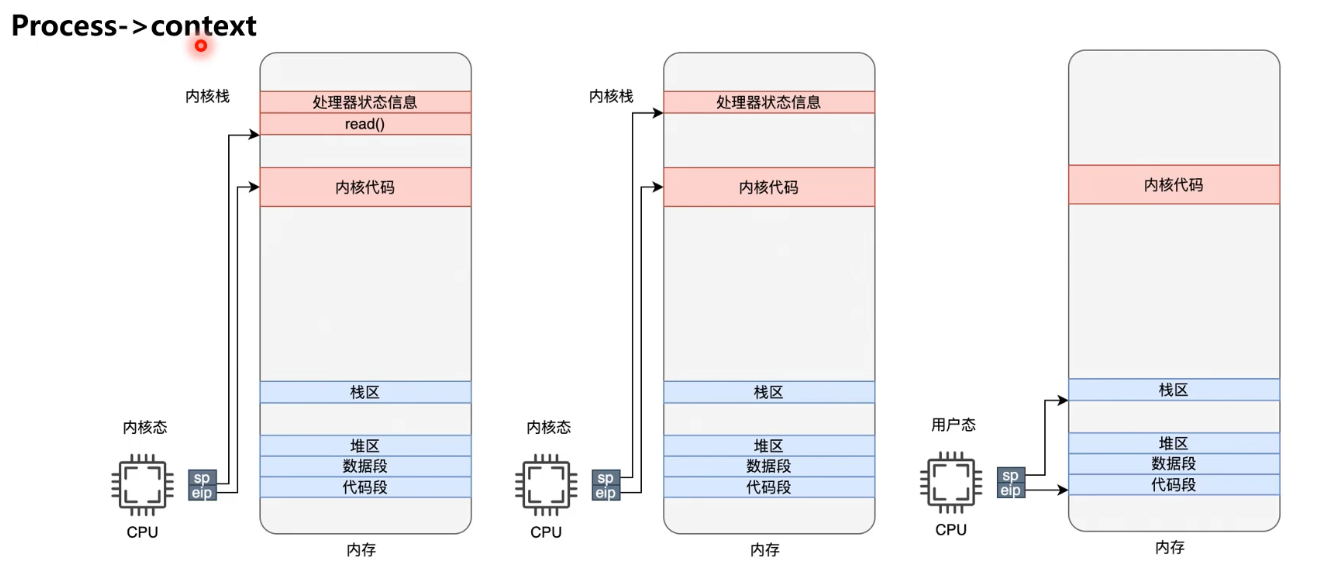 Process->context
内核栈
处理器状态信息
read()
内核代码
栈区
堆区
数据段
代码段
内核态
sp
eip
CPU
内存
内核栈
处理器状态信息
内核代码
栈区
堆区
数据段
代码段
内核态
sp
eip
CPU
内存
内核代码
栈区
堆区
数据段
代码段
用户态
sp
eip
CPU
内存